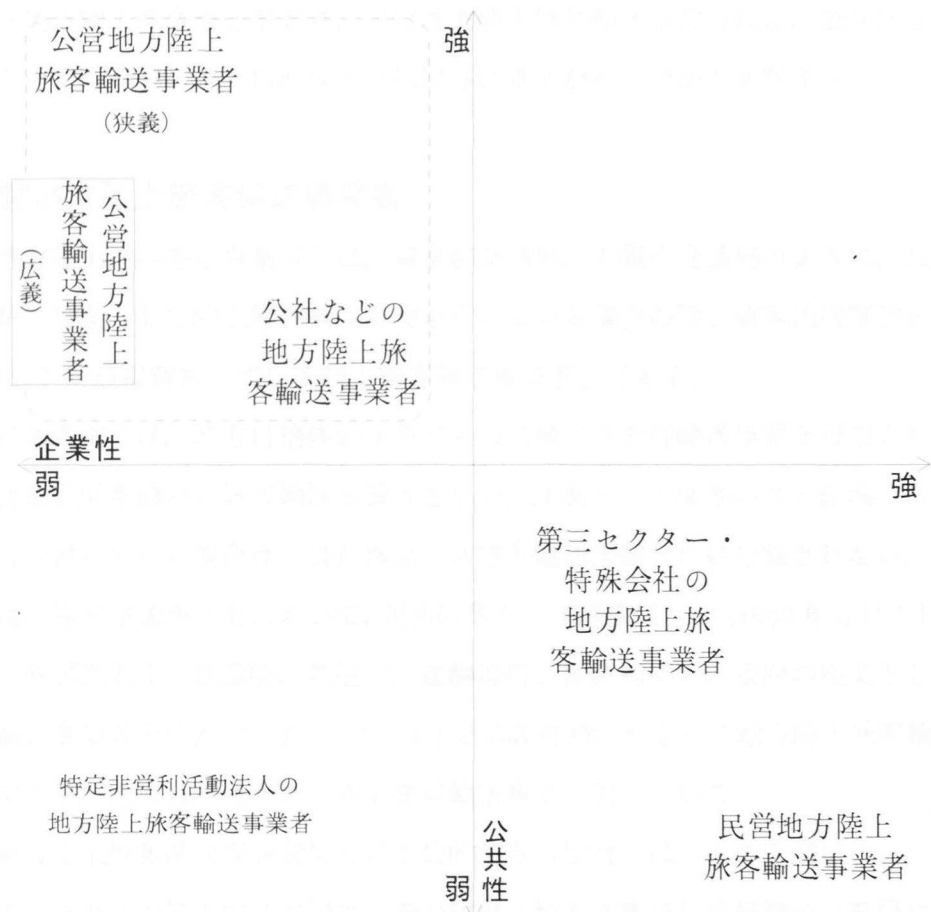 公営地方陸上
旅客輸送事業者
（狭義）
強
公営地方陸上
旅客輸送事業者
（広義）
公社などの
地方陸上旅
客輸送事業者
企業性
弱
強
第三セクター・
特殊会社の
地方陸上旅
客輸送事業者
特定非営利活動法人の
地方陸上旅客輸送事業者
公共性
弱
民営地方陸上
旅客輸送事業者